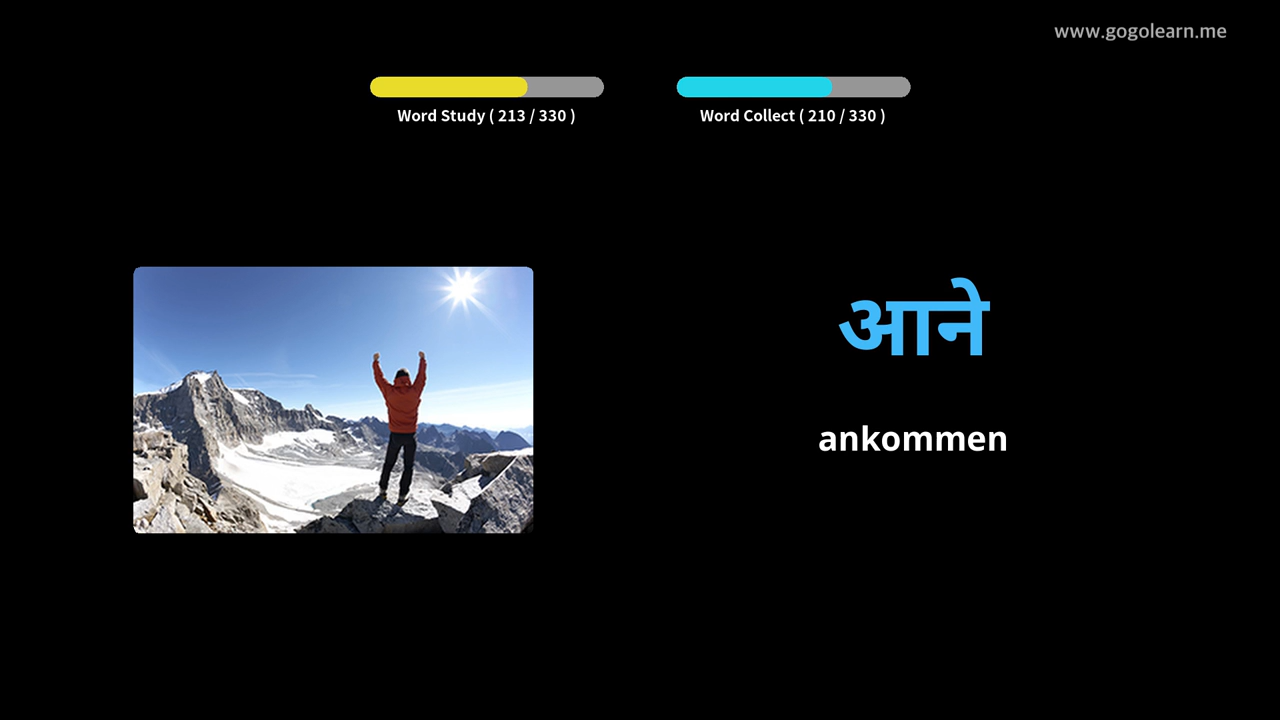 www.gogolearn.me
Word Study ( 213 / 330 )
Word Collect ( 210 / 330 )
आने
ankommen